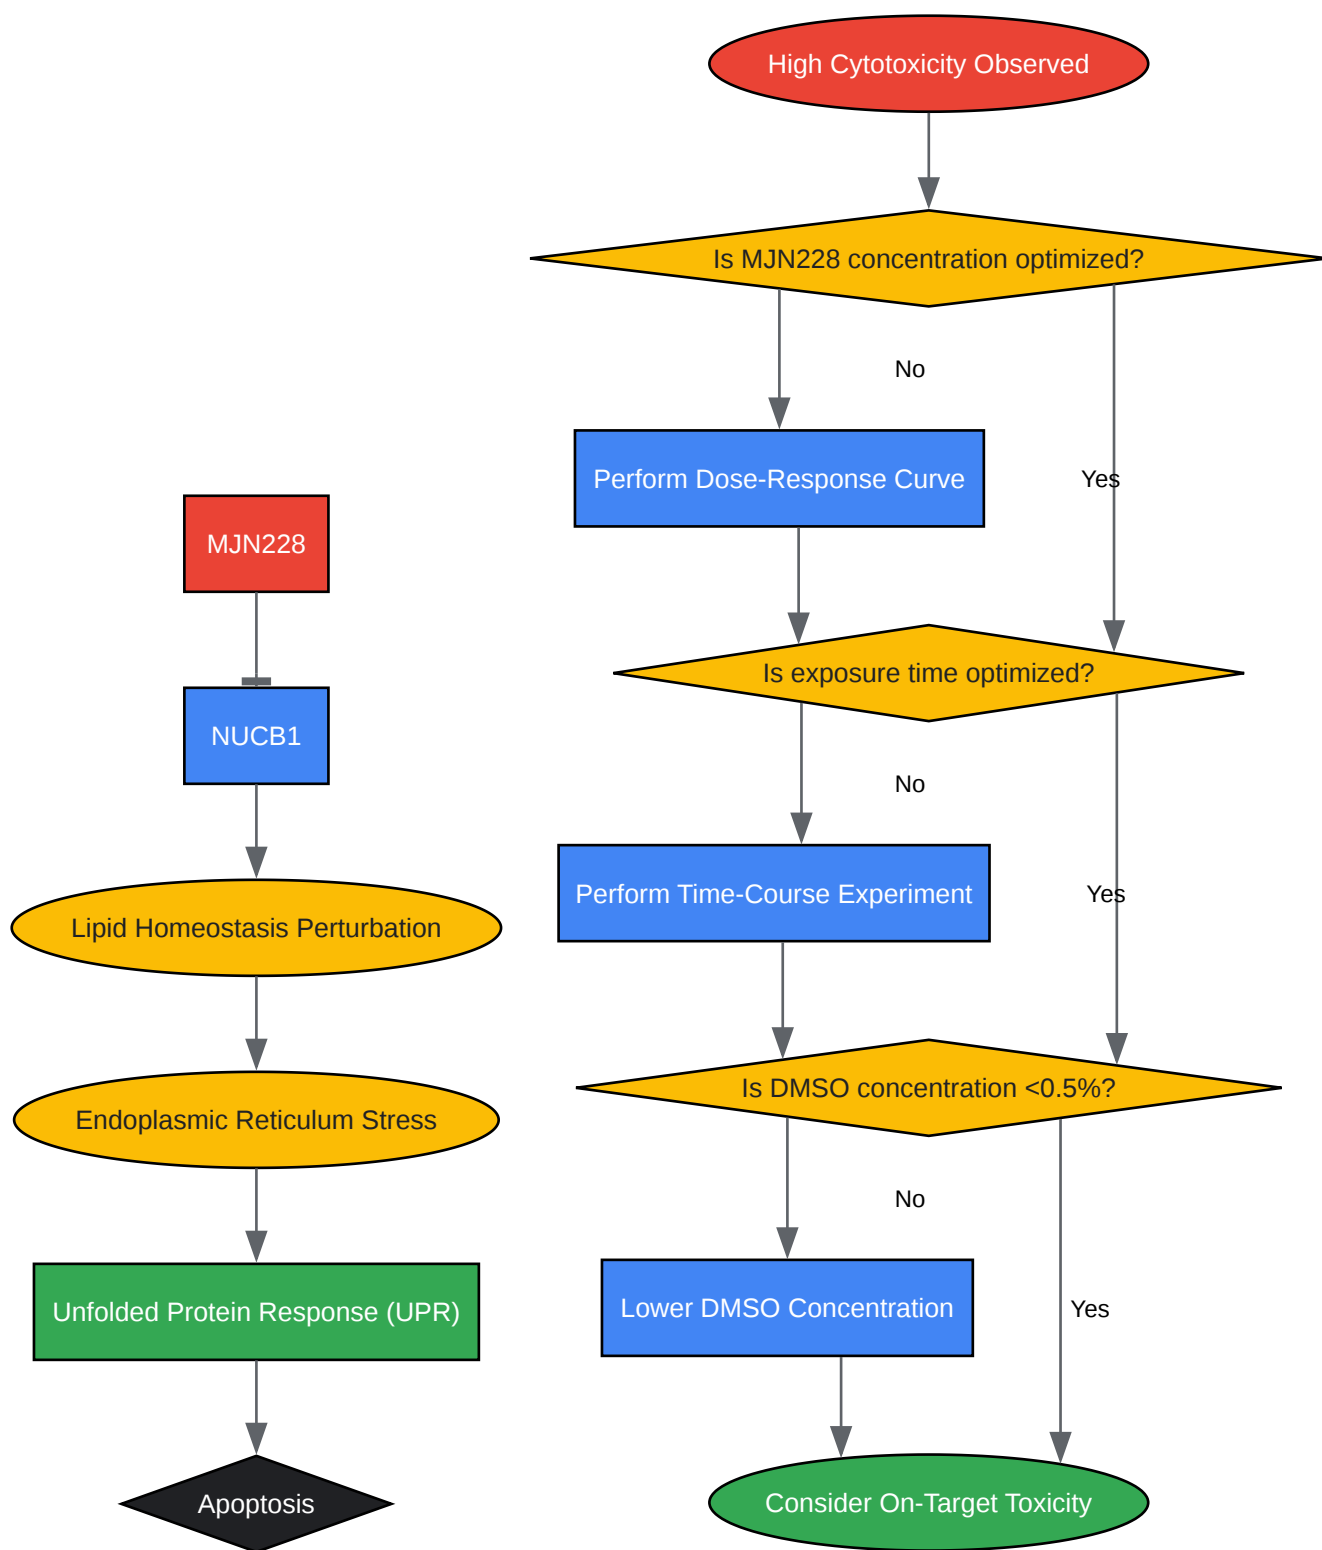 High Cytotoxicity Observed
Is MJN228 concentration optimized?
No
Perform Dose-Response Curve
Yes
Is exposure time optimized?
No
Perform Time-Course Experiment
Yes
Is DMSO concentration <0.5%?
No
Lower DMSO Concentration
Yes
Consider On-Target Toxicity
MJN228
NUCB1
Lipid Homeostasis Perturbation
Endoplasmic Reticulum Stress
Unfolded Protein Response (UPR)
Apoptosis